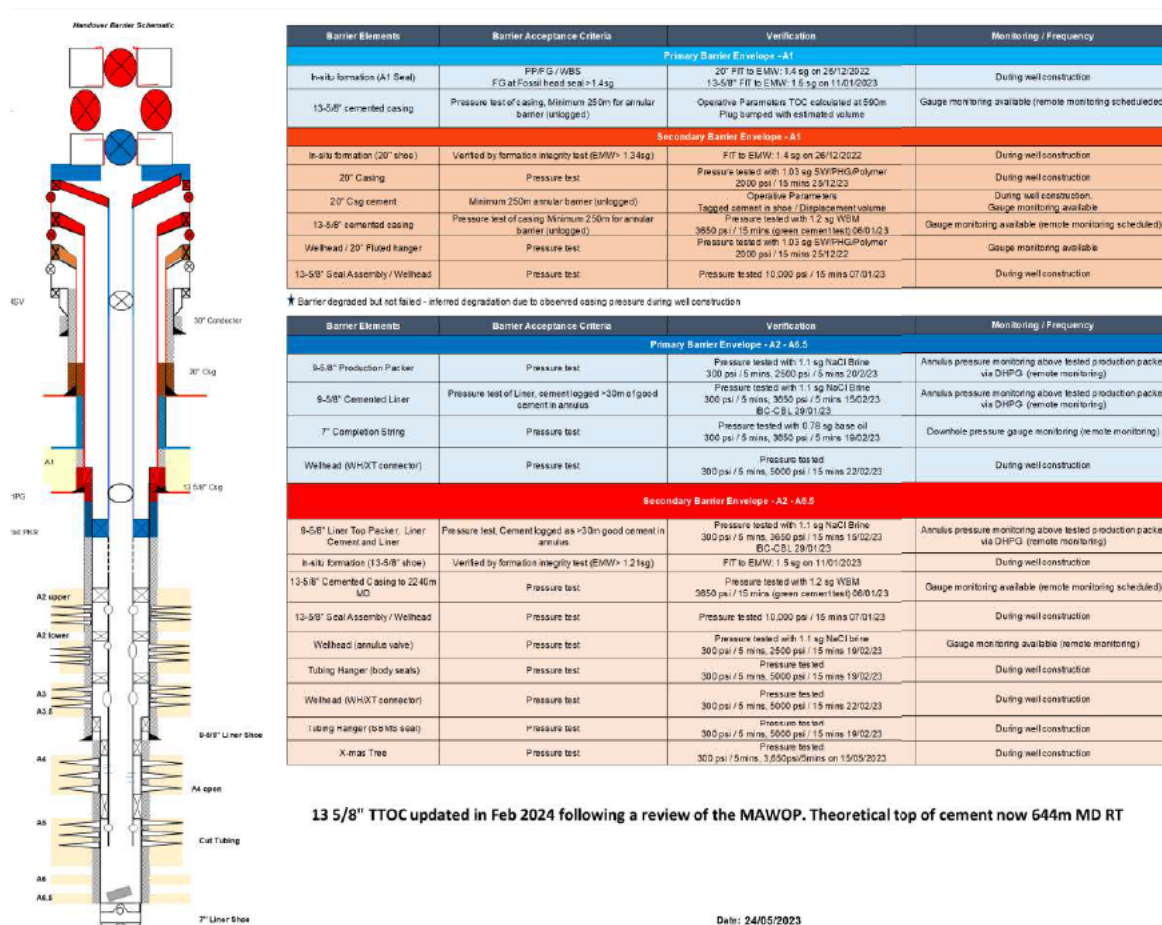 Handover Barrier Schematic
30" Conductor
20" Csg
A1
13 5/8" Csg
A2 upper
A2 lower
A3
A3.5
9-5/8" Liner Shoe
A4
A4 open
A5
Cut Tubing
A6
A6.5
7" Liner Shoe
Barrier Elements Barrier Acceptance Criteria Verification Monitoring / Frequency
Primary Barrier Envelope - A1
In-situ formation (A1 Seal) PP/FG / WBS 20" FIT to EMW: 1.4 sg on 26/12/2022 During well construction
FG at Fossil head seal >1.4sg 13-5/8" FIT to EMW: 1.5 sg on 11/01/2023
13-5/8" cemented casing Pressure test of casing, Minimum 250m for annular Operative Parameters TOC calculated at 590m Gauge monitoring available (remote monitoring scheduleded
barrier (unlogged) Plug bumped with estimated volume
Secondary Barrier Envelope - A1
In-situ formation (20" shoe) Verified by formation integrity test (EMW> 1.34sg) FIT to EMW: 1.4 sg on 26/12/2022 During well construction
20" Casing Pressure test Pressure tested with 1.03 sg SW/PHG/Polymer During well construction
2000 psi / 15 mins 25/12/23
20" Csg cement Minimum 250m annular barrier (unlogged) Operative Parameters During well construction,
Tagged cement in shoe / Displacement volume Gauge monitoring available
13-5/8" cemented casing Pressure test of casing Minimum 250m for annular Pressure tested with 1.2 sg WBM Gauge monitoring available (remote monitoring scheduled)
barrier (unlogged) 3650 psi / 15 mins (green cement test) 06/01/23
Wellhead / 20" Fluted hanger Pressure test Pressure tested with 1.03 sg SW/PHG/Polymer Gauge monitoring available
2000 psi / 15 mins 25/12/22
13-5/8" Seal Assembly / Wellhead Pressure test Pressure tested 10,000 psi / 15 mins 07/01/23 During well construction
Barrier degraded but not failed - inferred degradation due to observed casing pressure during well construction
Barrier Elements Barrier Acceptance Criteria Verification Monitoring / Frequency
Primary Barrier Envelope - A2 - A6.5
9-5/8" Production Packer Pressure test Pressure tested with 1.1 sg NaCl Brine Annulus pressure monitoring above tested production packe
300 psi / 5 mins, 2500 psi / 5 mins 20/2/23 via DHPG (remote monitoring)
9-5/8" Cemented Liner Pressure test of Liner, cement logged >30m of good Pressure tested with 1.1 sg NaCl Brine Annulus pressure monitoring above tested production packe
cement in annulus 300 psi / 5 mins, 3650 psi / 5 mins 15/02/23 via DHPG (remote monitoring)
IBC-CBL 29/01/23
7" Completion String Pressure test Pressure tested with 0.78 sg base oil Downhole pressure gauge monitoring (remote monitoring)
300 psi / 5 mins, 3650 psi / 5 mins 19/02/23
Wellhead (WH/XT connector) Pressure test Pressure tested During well construction
300 psi / 5 mins, 5000 psi / 15 mins 22/02/23
Secondary Barrier Envelope - A2 - A6.5
9-5/8" Liner Top Packer, Liner Pressure test, Cement logged as >30m good cement in Pressure tested with 1.1 sg NaCl Brine Annulus pressure monitoring above tested production packe
Cement and Liner annulus 300 psi / 5 mins, 3650 psi / 15 mins 15/02/23 via DHPG (remote monitoring)
IBC-CBL 29/01/23
In-situ formation (13-5/8" shoe) Verified by formation integrity test (EMW> 1.21sg) FIT to EMW: 1.5 sg on 11/01/2023 During well construction
13-5/8" Cemented Casing to 2240m Pressure test Pressure tested with 1.2 sg WBM Gauge monitoring available (remote monitoring scheduled)
MD 3650 psi / 15 mins (green cement test) 06/01/23
13-5/8" Seal Assembly / Wellhead Pressure test Pressure tested 10,000 psi / 15 mins 07/01/23 During well construction
Wellhead (annulus valve) Pressure test Pressure tested with 1.1 sg NaCl brine Gauge monitoring available (remote monitoring)
300 psi / 5 mins, 2500 psi / 15 mins 19/02/23
Tubing Hanger (body seals) Pressure test Pressure tested During well construction
300 psi / 5 mins, 5000 psi / 15 mins 19/02/23
Wellhead (WH/XT connector) Pressure test Pressure tested During well construction
300 psi / 5 mins, 5000 psi / 15 mins 22/02/23
Tubing Hanger (SBMS seal) Pressure test Pressure tested During well construction
300 psi / 5 mins, 5000 psi / 15 mins 19/02/23
X-mas Tree Pressure test Pressure tested During well construction
300 psi / 5mins, 3,650psi/5mins on 15/05/2023
13 5/8" TTOC updated in Feb 2024 following a review of the MAWOP. Theoretical top of cement now 644m MD RT
Date: 24/05/2023